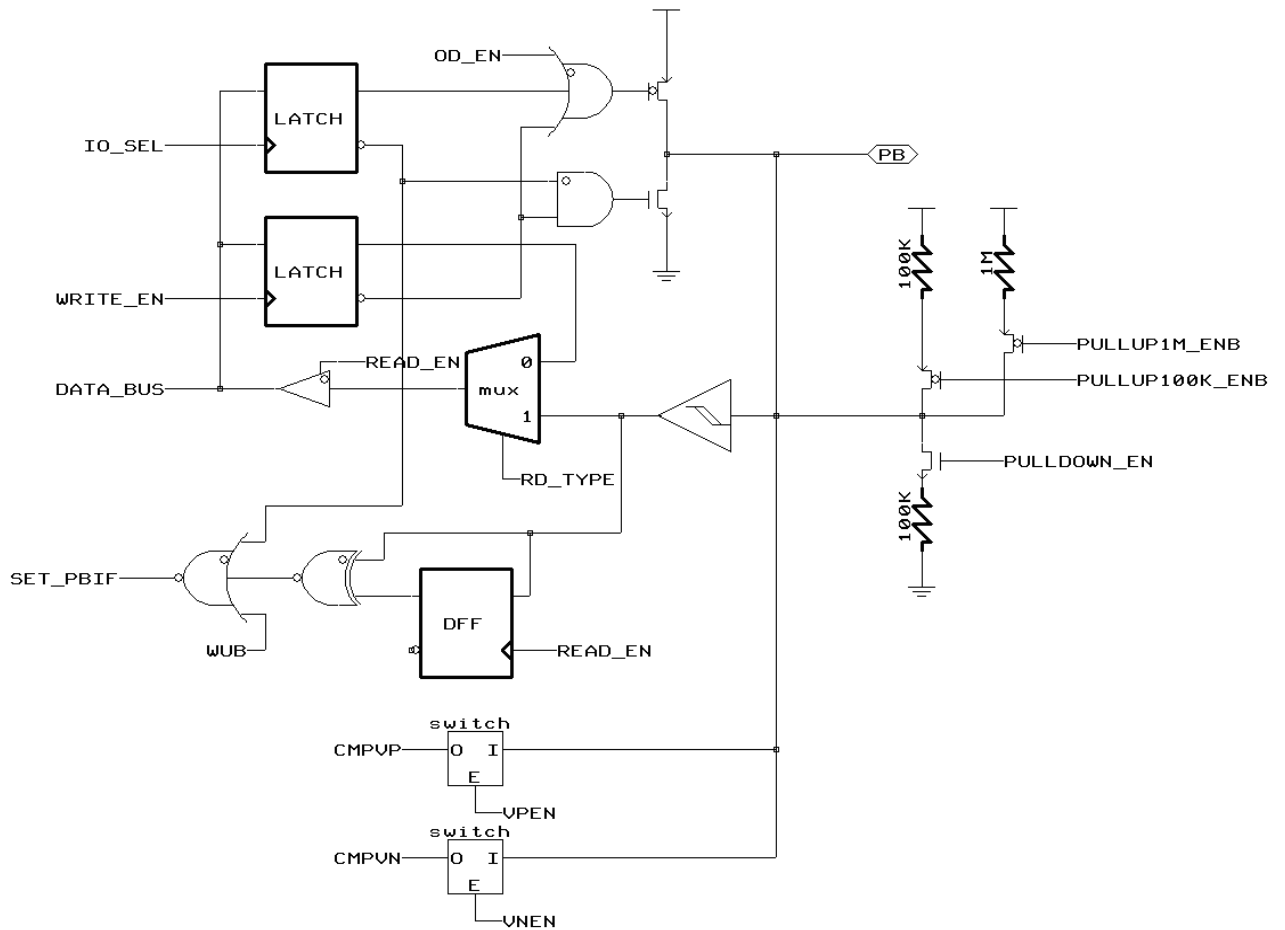 OD_EN
LATCH
IO_SEL
PB
LATCH
WRITE_EN
100K
1M
READ_EN
0
PULLUP1M_ENB
DATA_BUS
mux
PULLUP100K_ENB
1
RD_TYPE
PULLDOWN_EN
100K
SET_PBIF
DFF
WUB
READ_EN
switch
CMPVP
O I
E
VPEN
switch
CMPVN
O I
E
VNEN